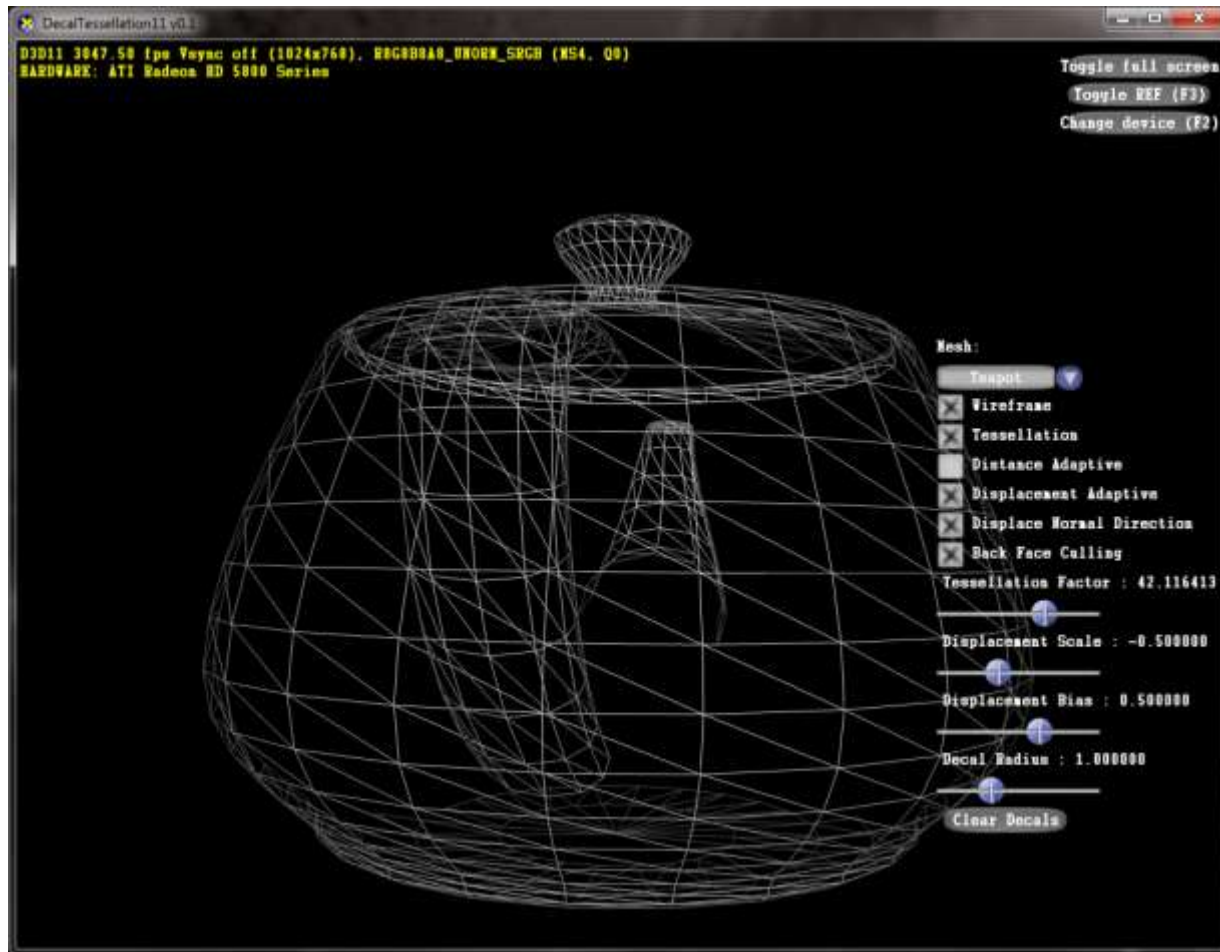 DecalTessellation11 v0.1
D3D11 3047.50 fps Vsync off (1024x768), R8G8B8A8_UNORM_SRGB (MS4, Q0)
HARDWARE: ATI Radeon HD 5800 Series
Toggle full screen
Toggle REF (F3)
Change device (F2)
Mesh:
Teapot
Wireframe
Tessellation
Distance Adaptive
Displacement Adaptive
Displace Normal Direction
Back Face Culling
Tessellation Factor : 42.116413
Displacement Scale : -0.500000
Displacement Bias : 0.500000
Decal Radius : 1.000000
Clear Decals